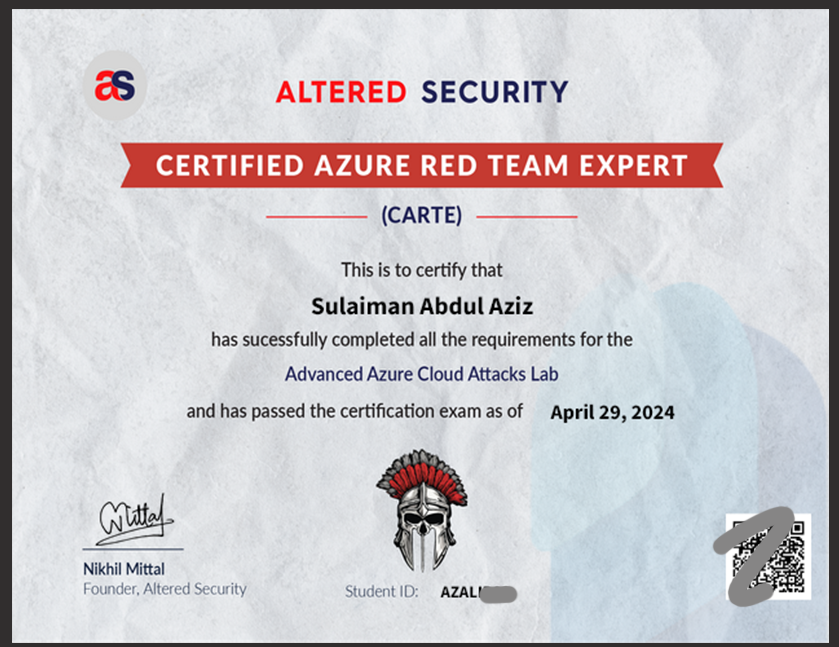 as
ALTERED SECURITY
CERTIFIED AZURE RED TEAM EXPERT
(CARTE)
This is to certify that
Sulaiman Abdul Aziz
has sucessfully completed all the requirements for the
Advanced Azure Cloud Attacks Lab
and has passed the certification exam as of April 29, 2024
Mittal
Nikhil Mittal
Founder, Altered Security
Student ID: